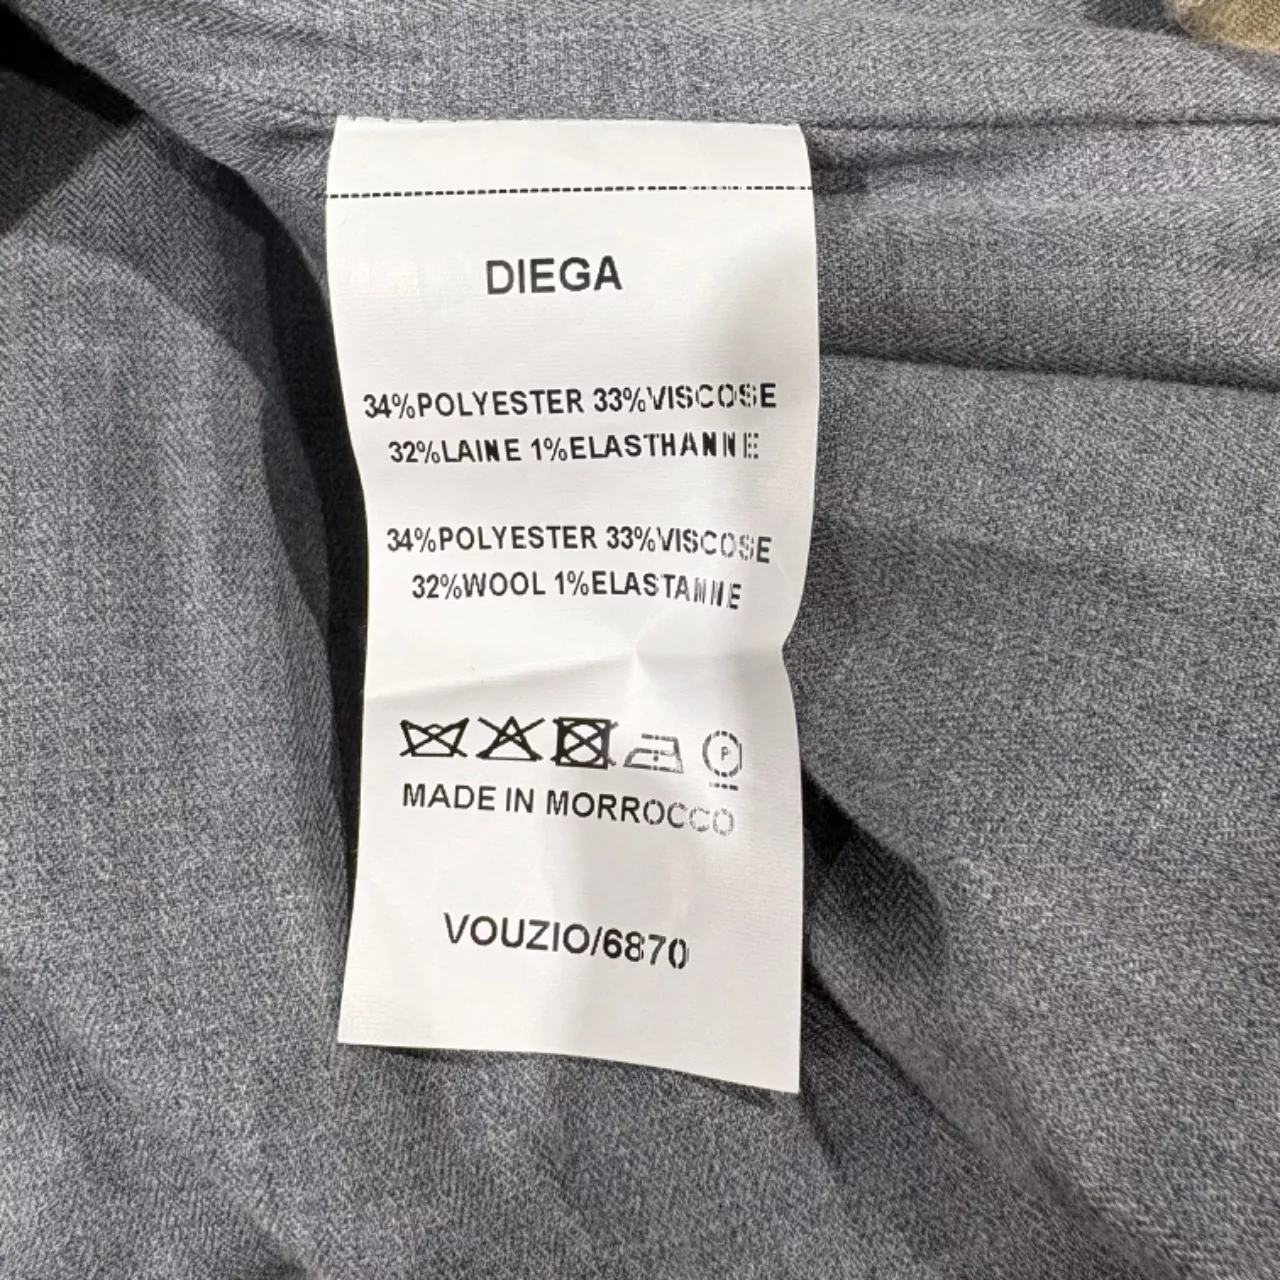 DIEGA
34%POLYESTER 33%VISCOSE
32%LAINE 1%ELASTHANNE
34%POLYESTER 33%VISCOSE
32%WOOL 1%ELASTANNE
P
MADE IN MORROCCO
VOUZIO/6870